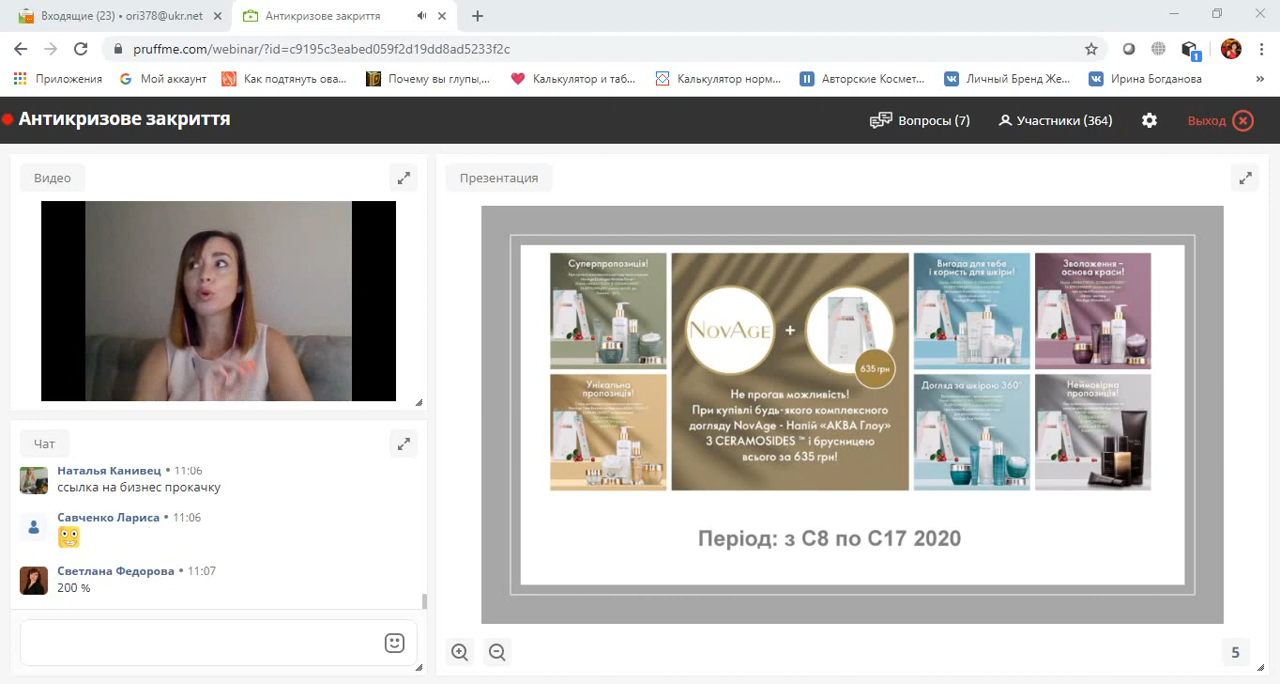 Входящие (23) • ori378@ukr.net
Антикризове закриття
pruffme.com/webinar/?id=c9195c3eabed059f2d19dd8ad5233f2c
Приложения
Мой аккаунт
Как подтянуть ова...
Почему вы глупы,...
Калькулятор и таб...
Калькулятор норм...
Авторские Космет...
Личный Бренд Же...
Ирина Богданова
»
1
Антикризове закриття
Вопросы (7)
Участники (364)
Выход
Видео
Презентация
Суперпропозиція!
NOVAGE
+
635 грн
Не прогав можливість!
При купівлі будь-якого комплексного
догляду NovAge - Напій «АКВА Глоу»
З CERAMOSIDES ™ і брусницею
всього за 635 грн!
Вигода для тебе
і користь для шкіри!
Зволоження –
основа краси!
Унікальна
пропозиція!
Догляд за шкірою 360°
Неймовірна
пропозиція!
Період: з С8 по С17 2020
Чат
Наталья Канивец • 11:06
ссылка на бизнес прокачку
Савченко Лариса • 11:06
Светлана Федорова • 11:07
200 %
5